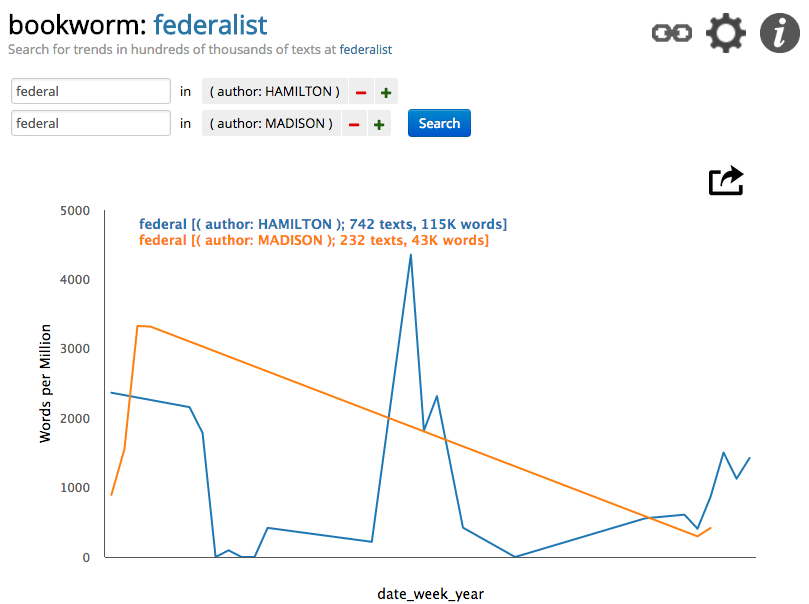 bookworm: federalist
Search for trends in hundreds of thousands of texts at federalist
federal in ( author: HAMILTON ) − +
federal in ( author: MADISON ) − + Search
federal [( author: HAMILTON ); 742 texts, 115K words]
federal [( author: MADISON ); 232 texts, 43K words]
5000
4000
3000
2000
1000
0
Words per Million
date_week_year